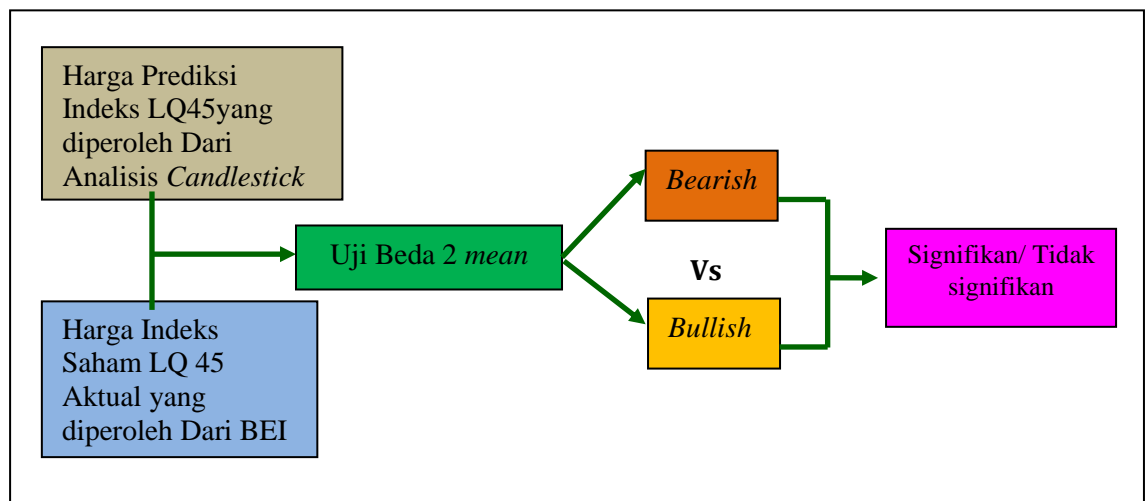 Harga Prediksi
Indeks LQ45yang
diperoleh Dari
Analisis Candlestick
Harga Indeks
Saham LQ 45
Aktual yang
diperoleh Dari BEI
Uji Beda 2 mean
Bearish
Vs
Bullish
Signifikan/ Tidak
signifikan